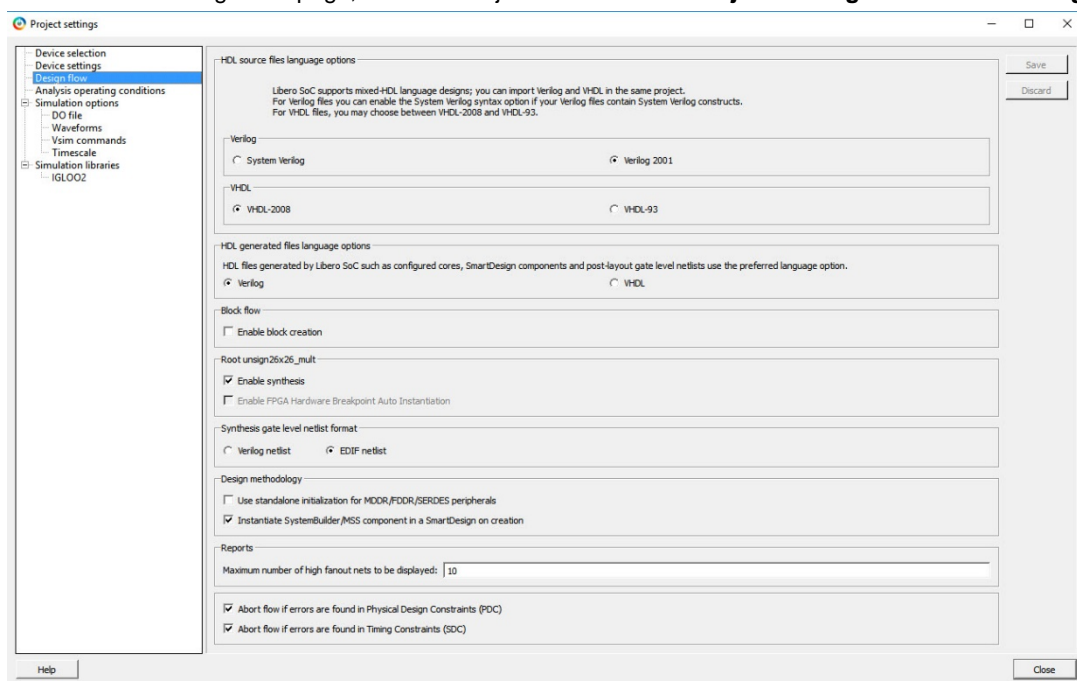 Project settings
Device selection
Device settings
Design flow
Analysis operating conditions
Simulation options
DO file
Waveforms
Vsim commands
Timescale
Simulation libraries
IGLOO2
HDL source files language options
Libero SoC supports mixed-HDL language designs; you can import Verilog and VHDL in the same project.
For Verilog files you can enable the System Verilog syntax option if your Verilog files contain System Verilog constructs.
For VHDL files, you may choose between VHDL-2008 and VHDL-93.
Verilog
System Verilog Verilog 2001
VHDL
VHDL-2008 VHDL-93
HDL generated files language options
HDL files generated by Libero SoC such as configured cores, SmartDesign components and post-layout gate level netlists use the preferred language option.
Verilog VHDL
Block flow
Enable block creation
Root unsign26x26_mult
Enable synthesis
Enable FPGA Hardware Breakpoint Auto Instantiation
Synthesis gate level netlist format
Verilog netlist EDIF netlist
Design methodology
Use standalone initialization for MDDR/FDDR/SERDES peripherals
Instantiate SystemBuilder/MSS component in a SmartDesign on creation
Reports
Maximum number of high fanout nets to be displayed: 10
Abort flow if errors are found in Physical Design Constraints (PDC)
Abort flow if errors are found in Timing Constraints (SDC)
Save
Discard
Help
Close